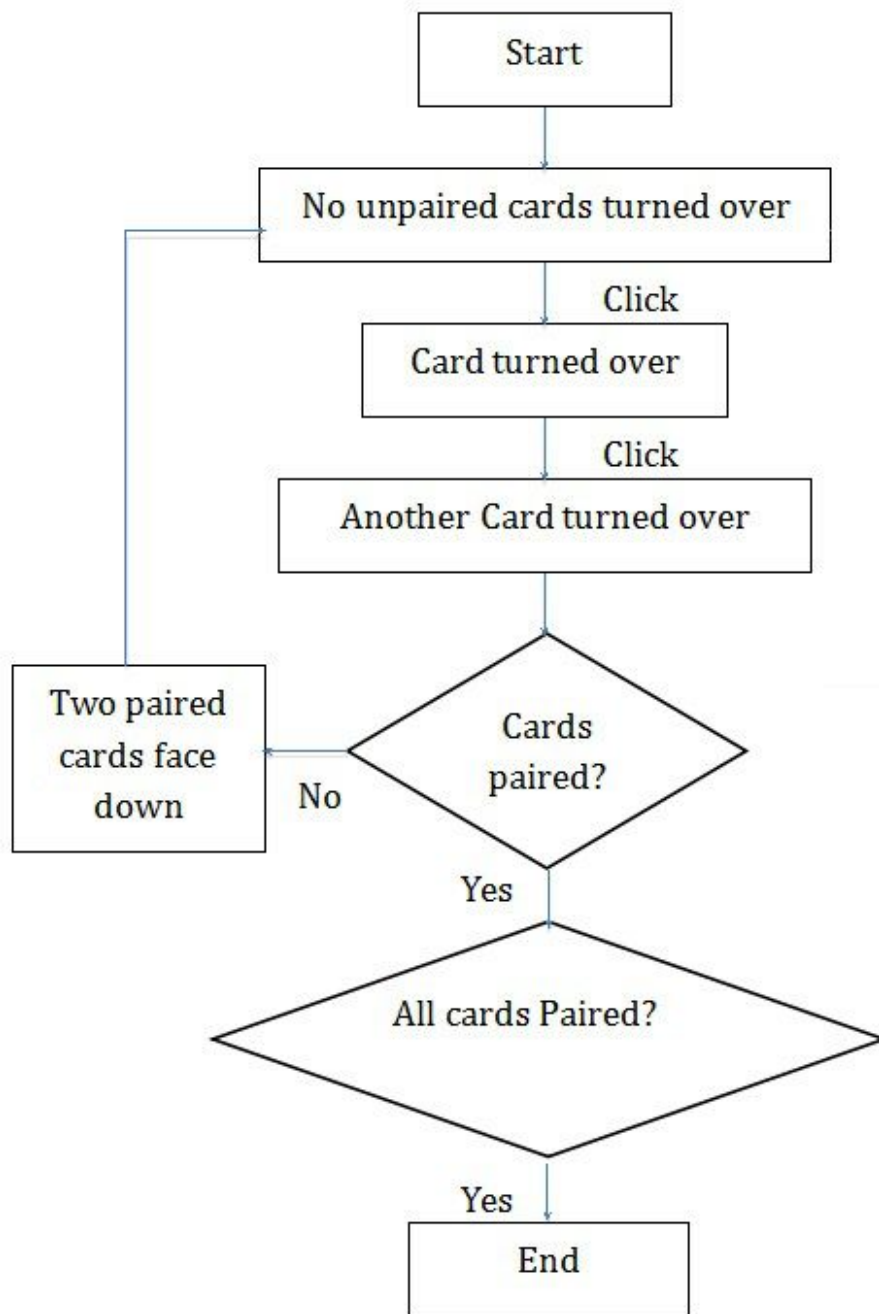 Start
No unpaired cards turned over
Click
Card turned over
Click
Another Card turned over
Cards
paired?
No
Two paired
cards face
down
Yes
All cards Paired?
Yes
End